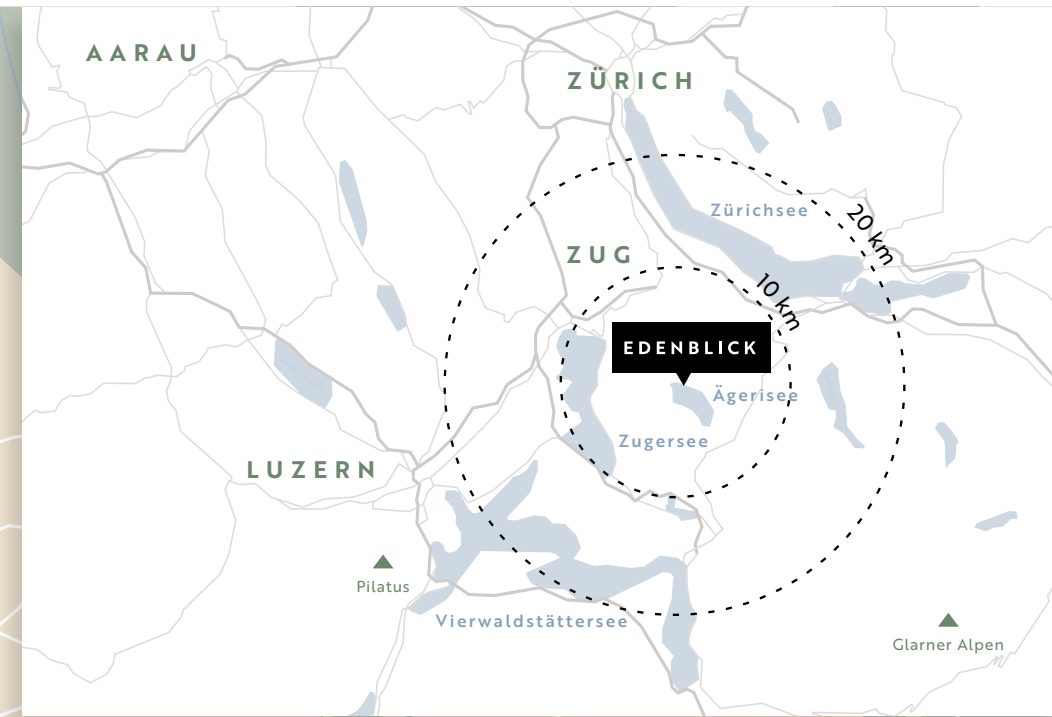 AARAU
ZÜRICH
Zürichsee
20 km
ZUG
10 km
EDENBLICK
Ägerisee
Zugersee
LUZERN
Pilatus
Vierwaldstättersee
Glarner Alpen